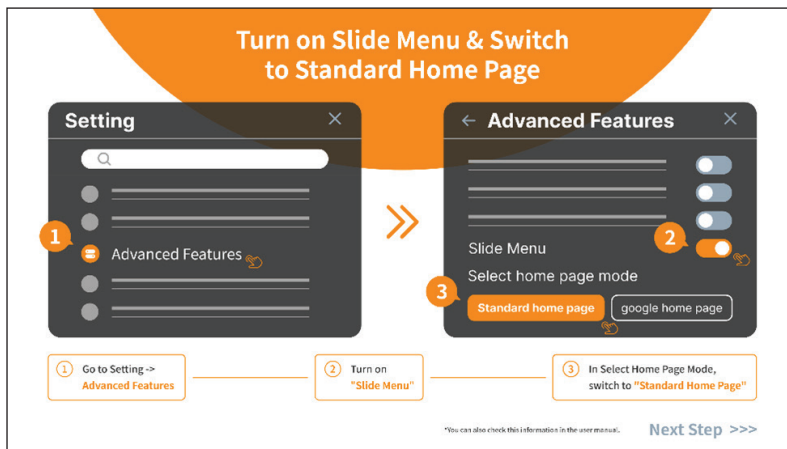 Turn on Slide Menu & Switch
to Standard Home Page
Setting
1
Advanced Features
Advanced Features
Slide Menu
2
Select home page mode
3
Standard home page
google home page
1 Go to Setting ->
Advanced Features
2 Turn on
"Slide Menu"
3 In Select Home Page Mode,
switch to "Standard Home Page"
*You can also check this information in the user manual.
Next Step >>>